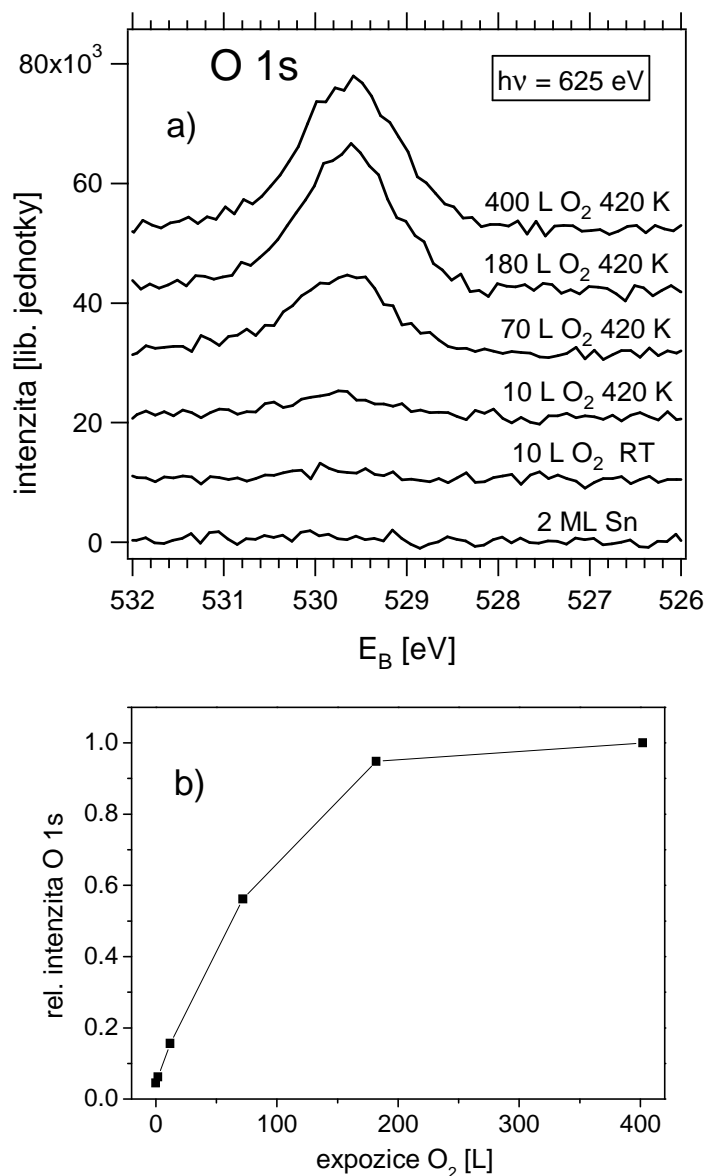 80x10³
60
40
20
0
intenzita [lib. jednotky]
O 1s
hν = 625 eV
a)
400 L O₂ 420 K
180 L O₂ 420 K
70 L O₂ 420 K
10 L O₂ 420 K
10 L O₂ RT
2 ML Sn
532 531 530 529 528 527 526
E_B [eV]
1.0
0.8
0.6
0.4
0.2
0.0
rel. intenzita O 1s
b)
0 100 200 300 400
expozice O₂ [L]